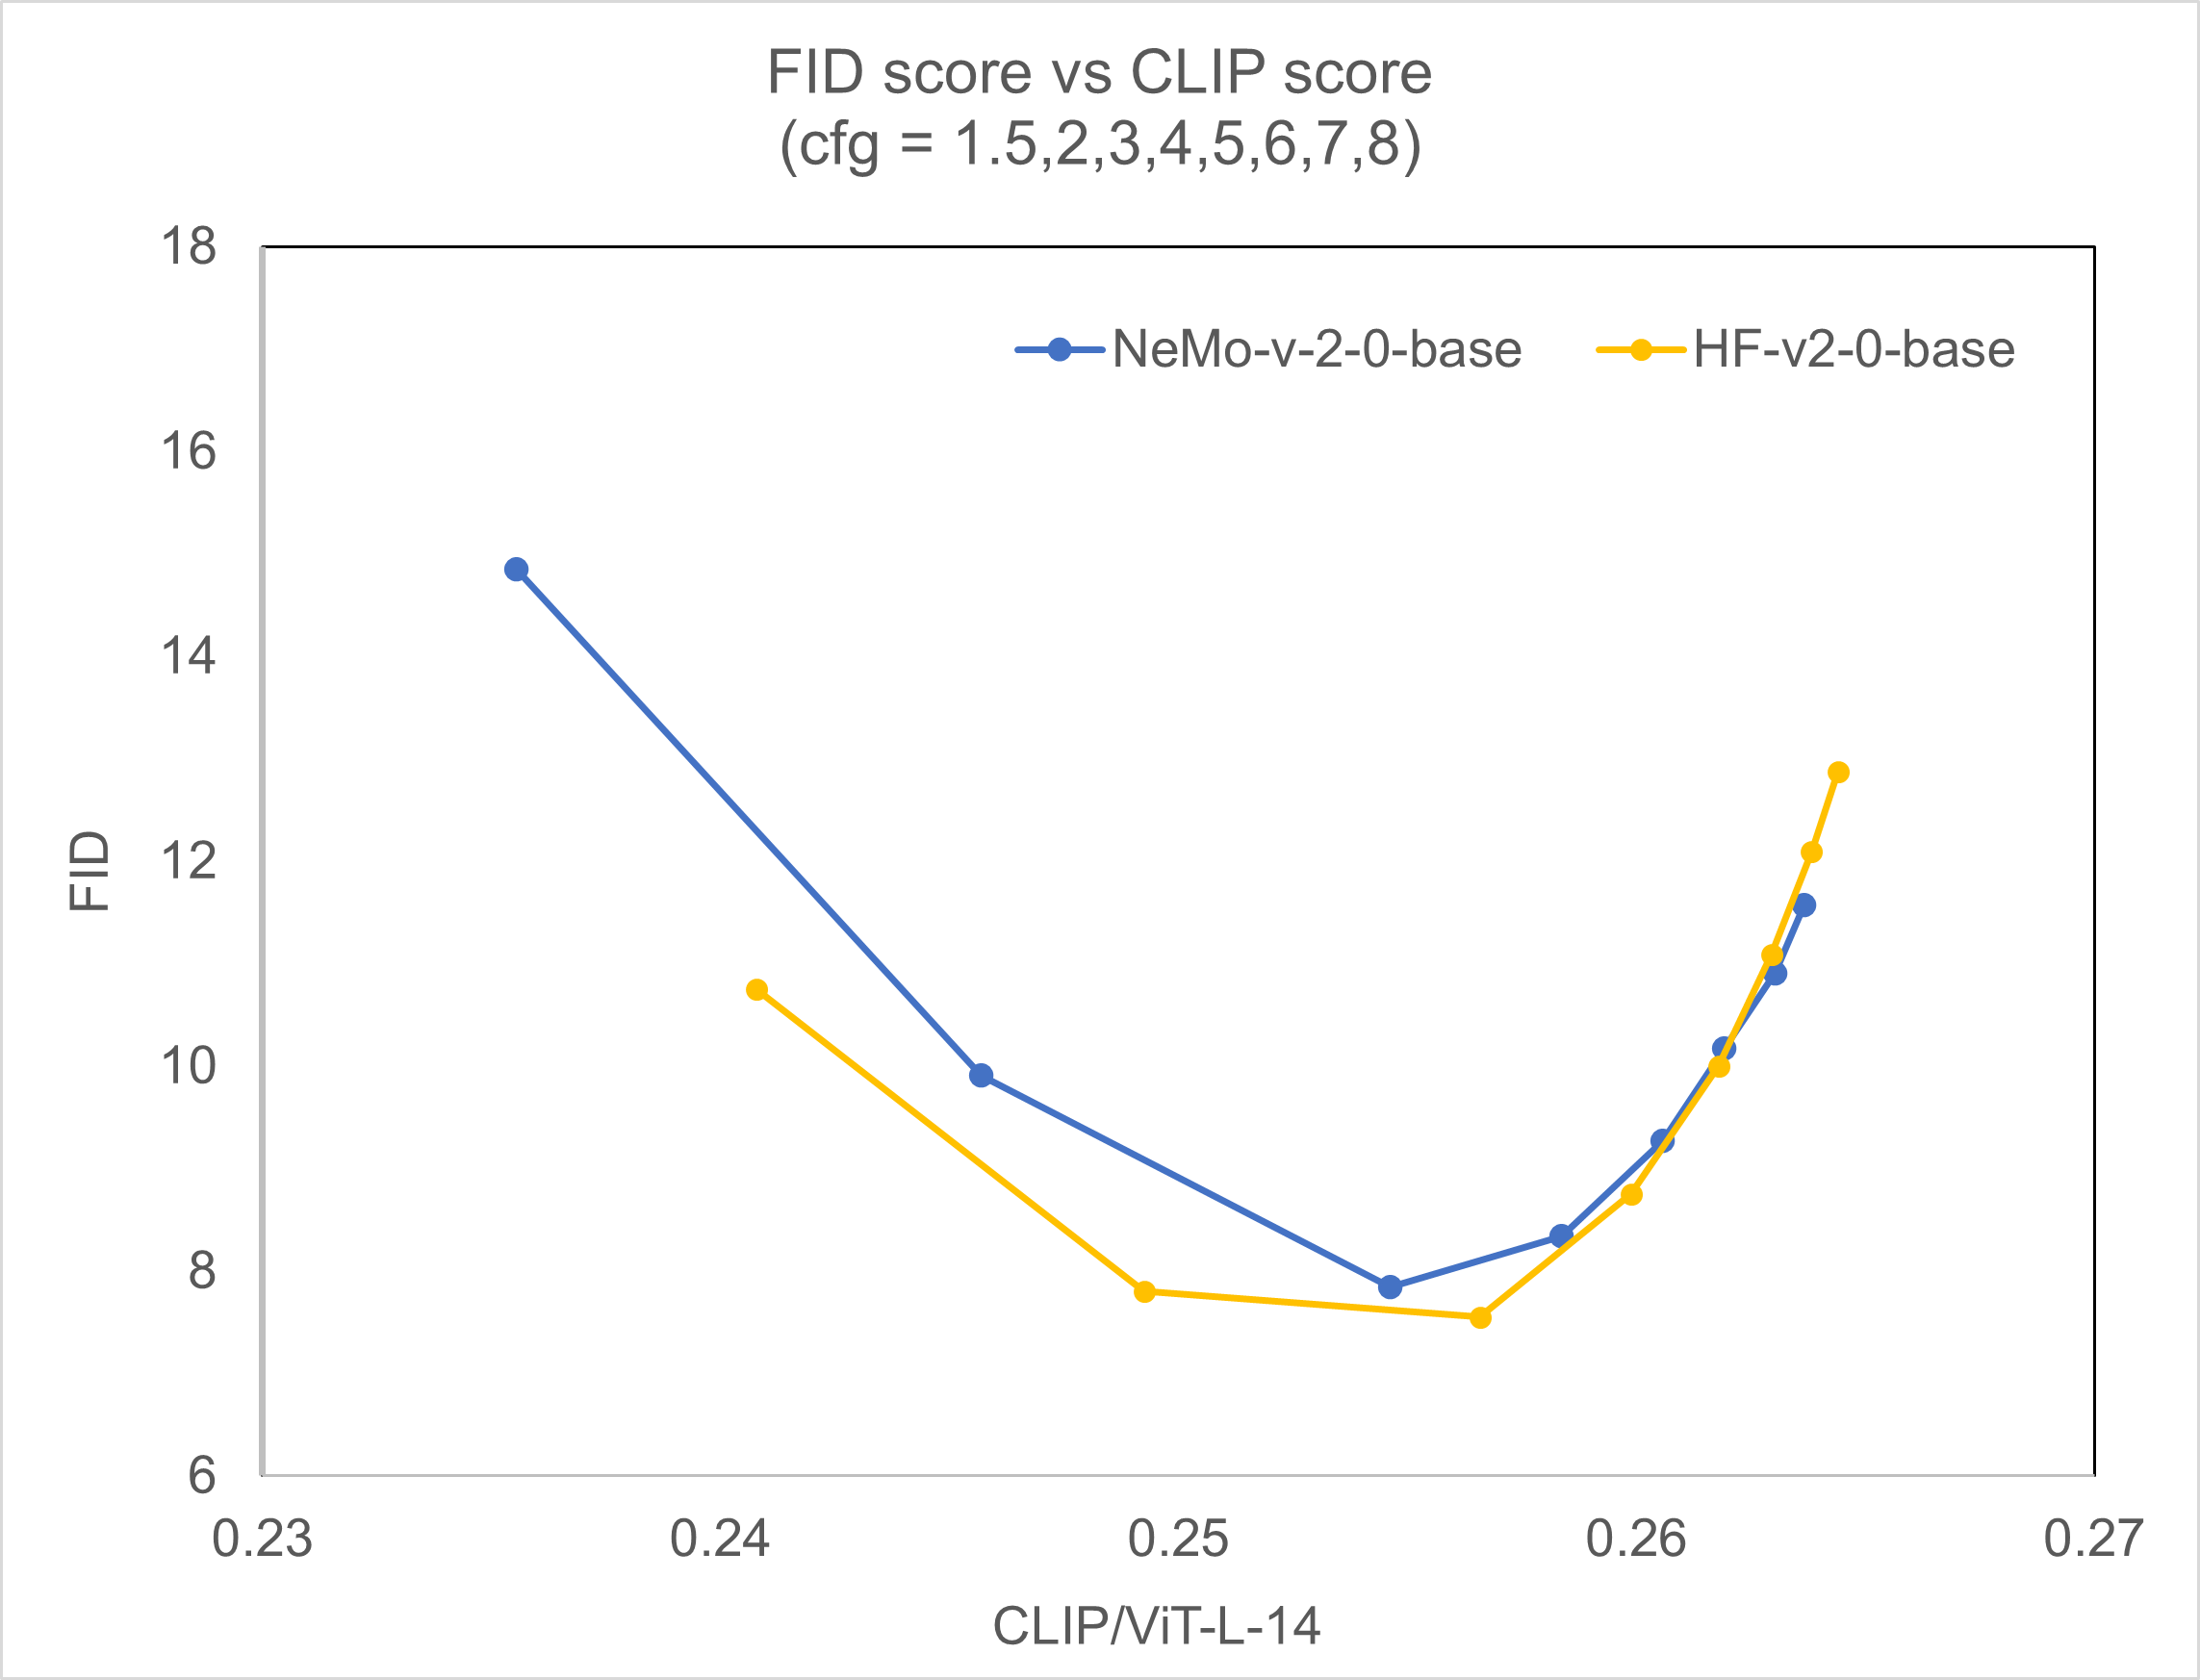 FID score vs CLIP score
(cfg = 1.5,2,3,4,5,6,7,8)
18
NeMo-v-2-0-base HF-v2-0-base
16
14
12
FID
10
8
6
0.23 0.24 0.25 0.26 0.27
CLIP/ViT-L-14